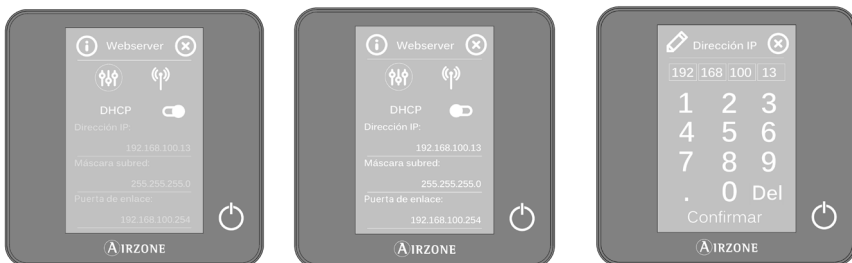 Webserver
DHCP
Dirección IP:
192.168.100.13
Máscara subred:
255.255.255.0
Puerta de enlace:
192.168.100.254
AIRZONE
Webserver
DHCP
Dirección IP:
192.168.100.13
Máscara subred:
255.255.255.0
Puerta de enlace:
192.168.100.254
AIRZONE
Dirección IP
192 168 100 13
1 2 3
4 5 6
7 8 9
. 0 Del
Confirmar
AIRZONE